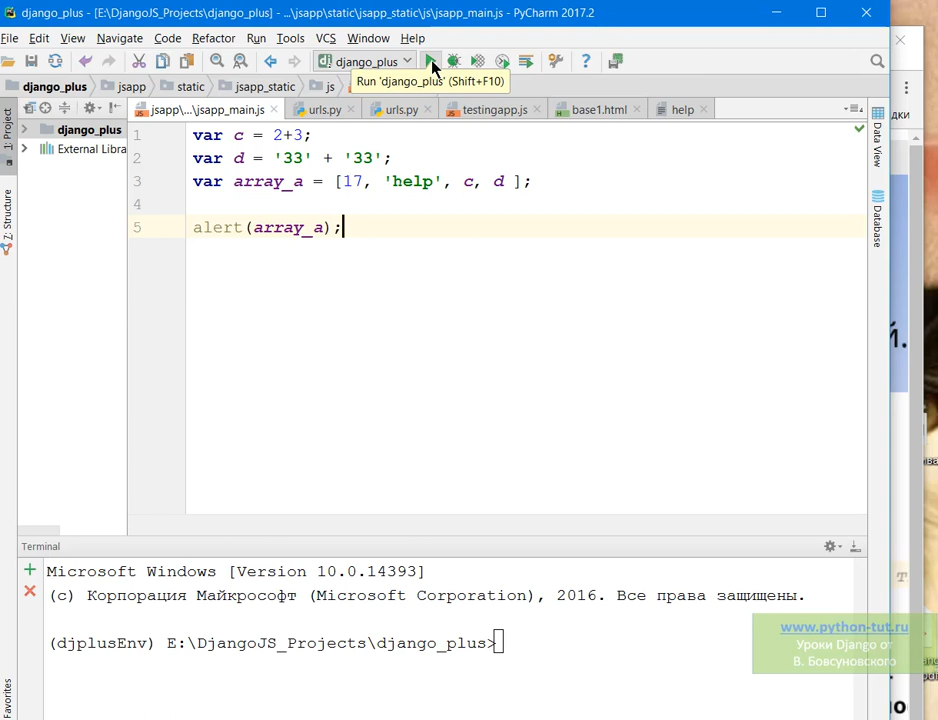 django_plus - [E:\DjangoJS_Projects\django_plus] - ...\jsapp\static\jsapp_static\js\jsapp_main.js - PyCharm 2017.2
File Edit View Navigate Code Refactor Run Tools VCS Window Help
django_plus
Run 'django_plus' (Shift+F10)
django_plus jsapp static jsapp_static js
jsapp\...\jsapp_main.js urls.py urls.py testingapp.js base1.html help
1: Project
django_plus
External Libra
Z: Structure
Favorites
1 var c = 2+3;
2 var d = '33' + '33';
3 var array_a = [17, 'help', c, d ];
4
5 alert(array_a);
Data View
Database
дки
й.
Terminal
Microsoft Windows [Version 10.0.14393]
(c) Корпорация Майкрософт (Microsoft Corporation), 2016. Все права защищены.
(djplusEnv) E:\DjangoJS_Projects\django_plus>
www.python-tut.ru
Уроки Django от
В. Бовсуновского